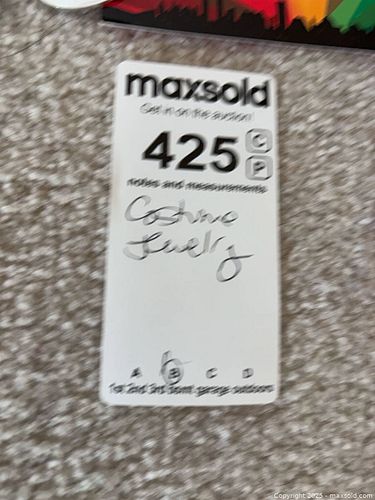 maxsold
Get in on the auction!
425 C
P
notes and measurements
Costume
Jewelry
A B C D
1st 2nd 3rd bsmt garage outdoors
Copyright 2025 - maxsold.com